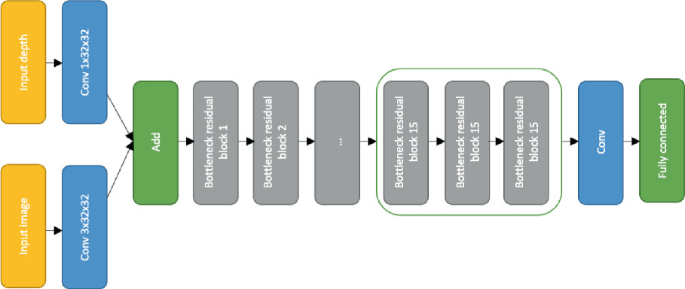 Input depth
Conv 1x32x32
Input image
Conv 3x32x32
Add
Bottleneck residual
block 1
Bottleneck residual
block 2
...
Bottleneck residual
block 15
Bottleneck residual
block 15
Bottleneck residual
block 15
Conv
Fully connected